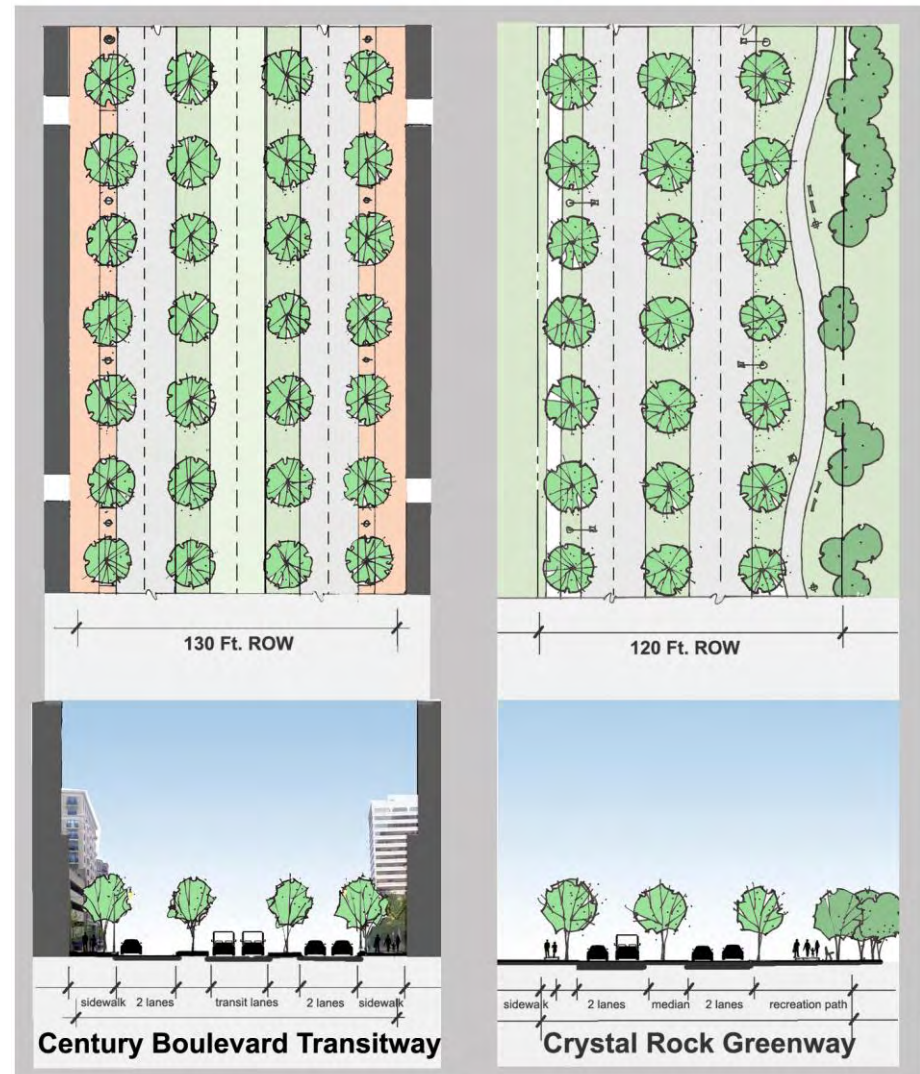 130 Ft. ROW
120 Ft. ROW
sidewalk 2 lanes transit lanes 2 lanes sidewalk
Century Boulevard Transitway
sidewalk 2 lanes median 2 lanes recreation path
Crystal Rock Greenway